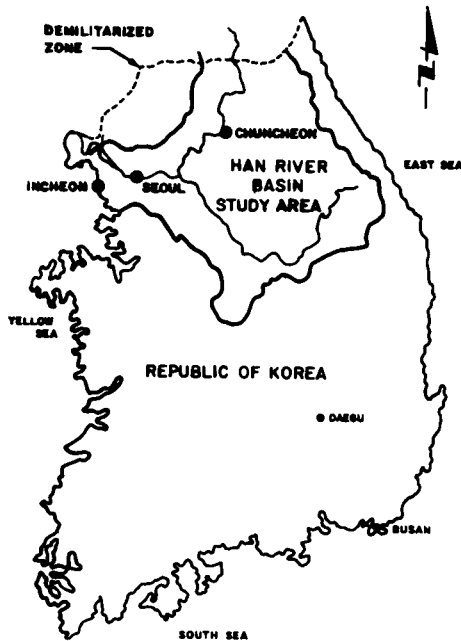 DEMILITARIZED
ZONE
N
CHUNCHEON
HAN RIVER
BASIN
STUDY AREA
EAST SEA
INCHEON
SEOUL
YELLOW
SEA
REPUBLIC OF KOREA
DAEGU
BUSAN
SOUTH SEA